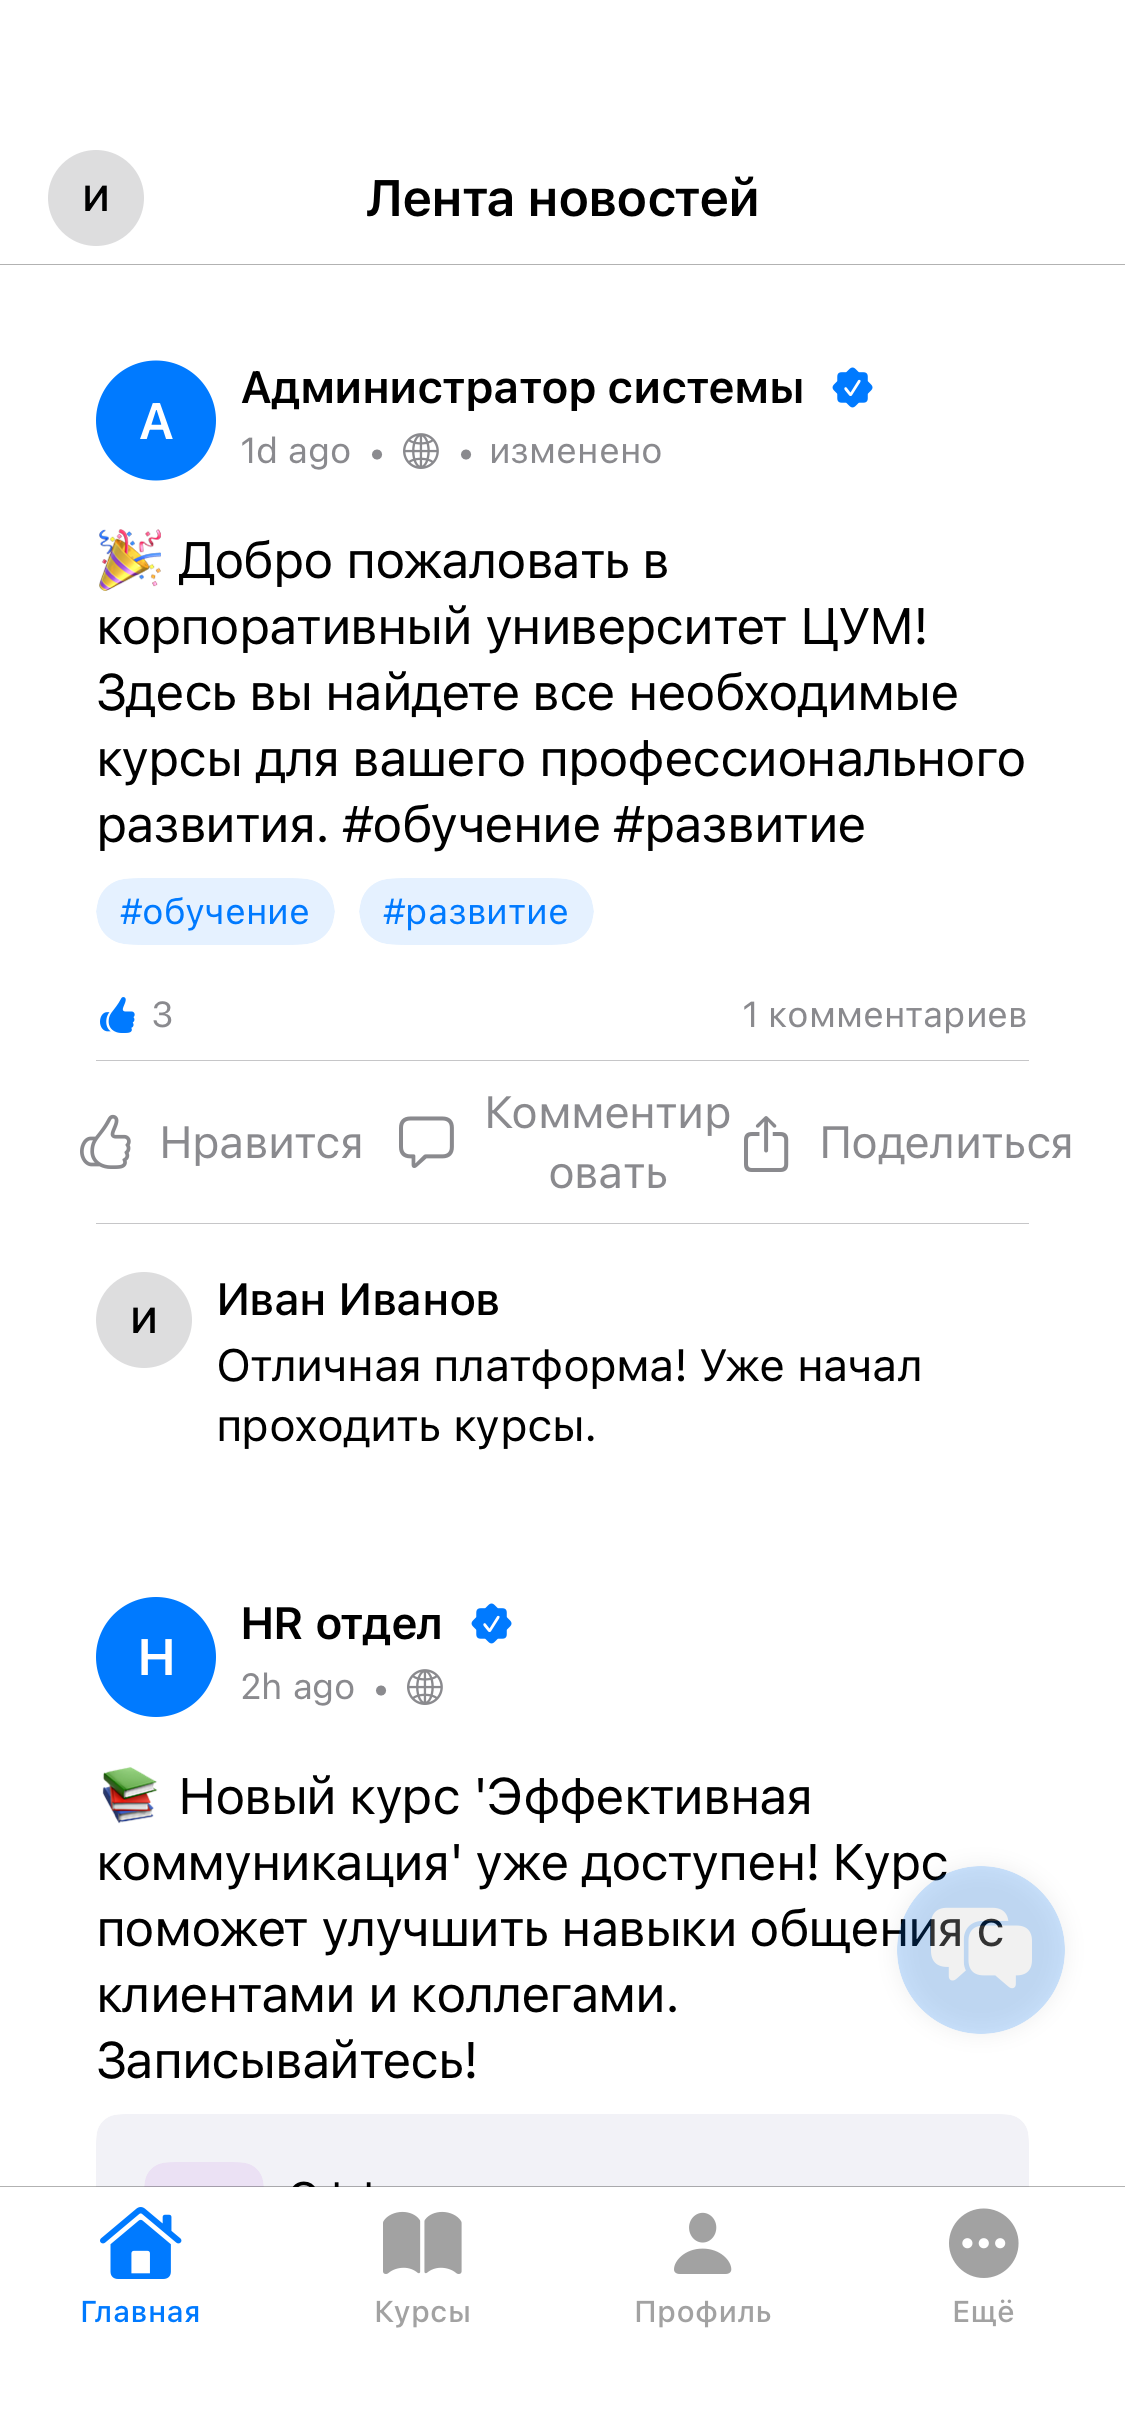 И
Лента новостей
А
Администратор системы
1d ago • • изменено
🎉 Добро пожаловать в
корпоративный университет ЦУМ!
Здесь вы найдете все необходимые
курсы для вашего профессионального
развития. #обучение #развитие
#обучение #развитие
3 1 комментариев
Нравится
Комментир
овать
Поделиться
И
Иван Иванов
Отличная платформа! Уже начал
проходить курсы.
Н
HR отдел
2h ago •
📚 Новый курс 'Эффективная
коммуникация' уже доступен! Курс
поможет улучшить навыки общения с
клиентами и коллегами.
Записывайтесь!
Главная Курсы Профиль Ещё